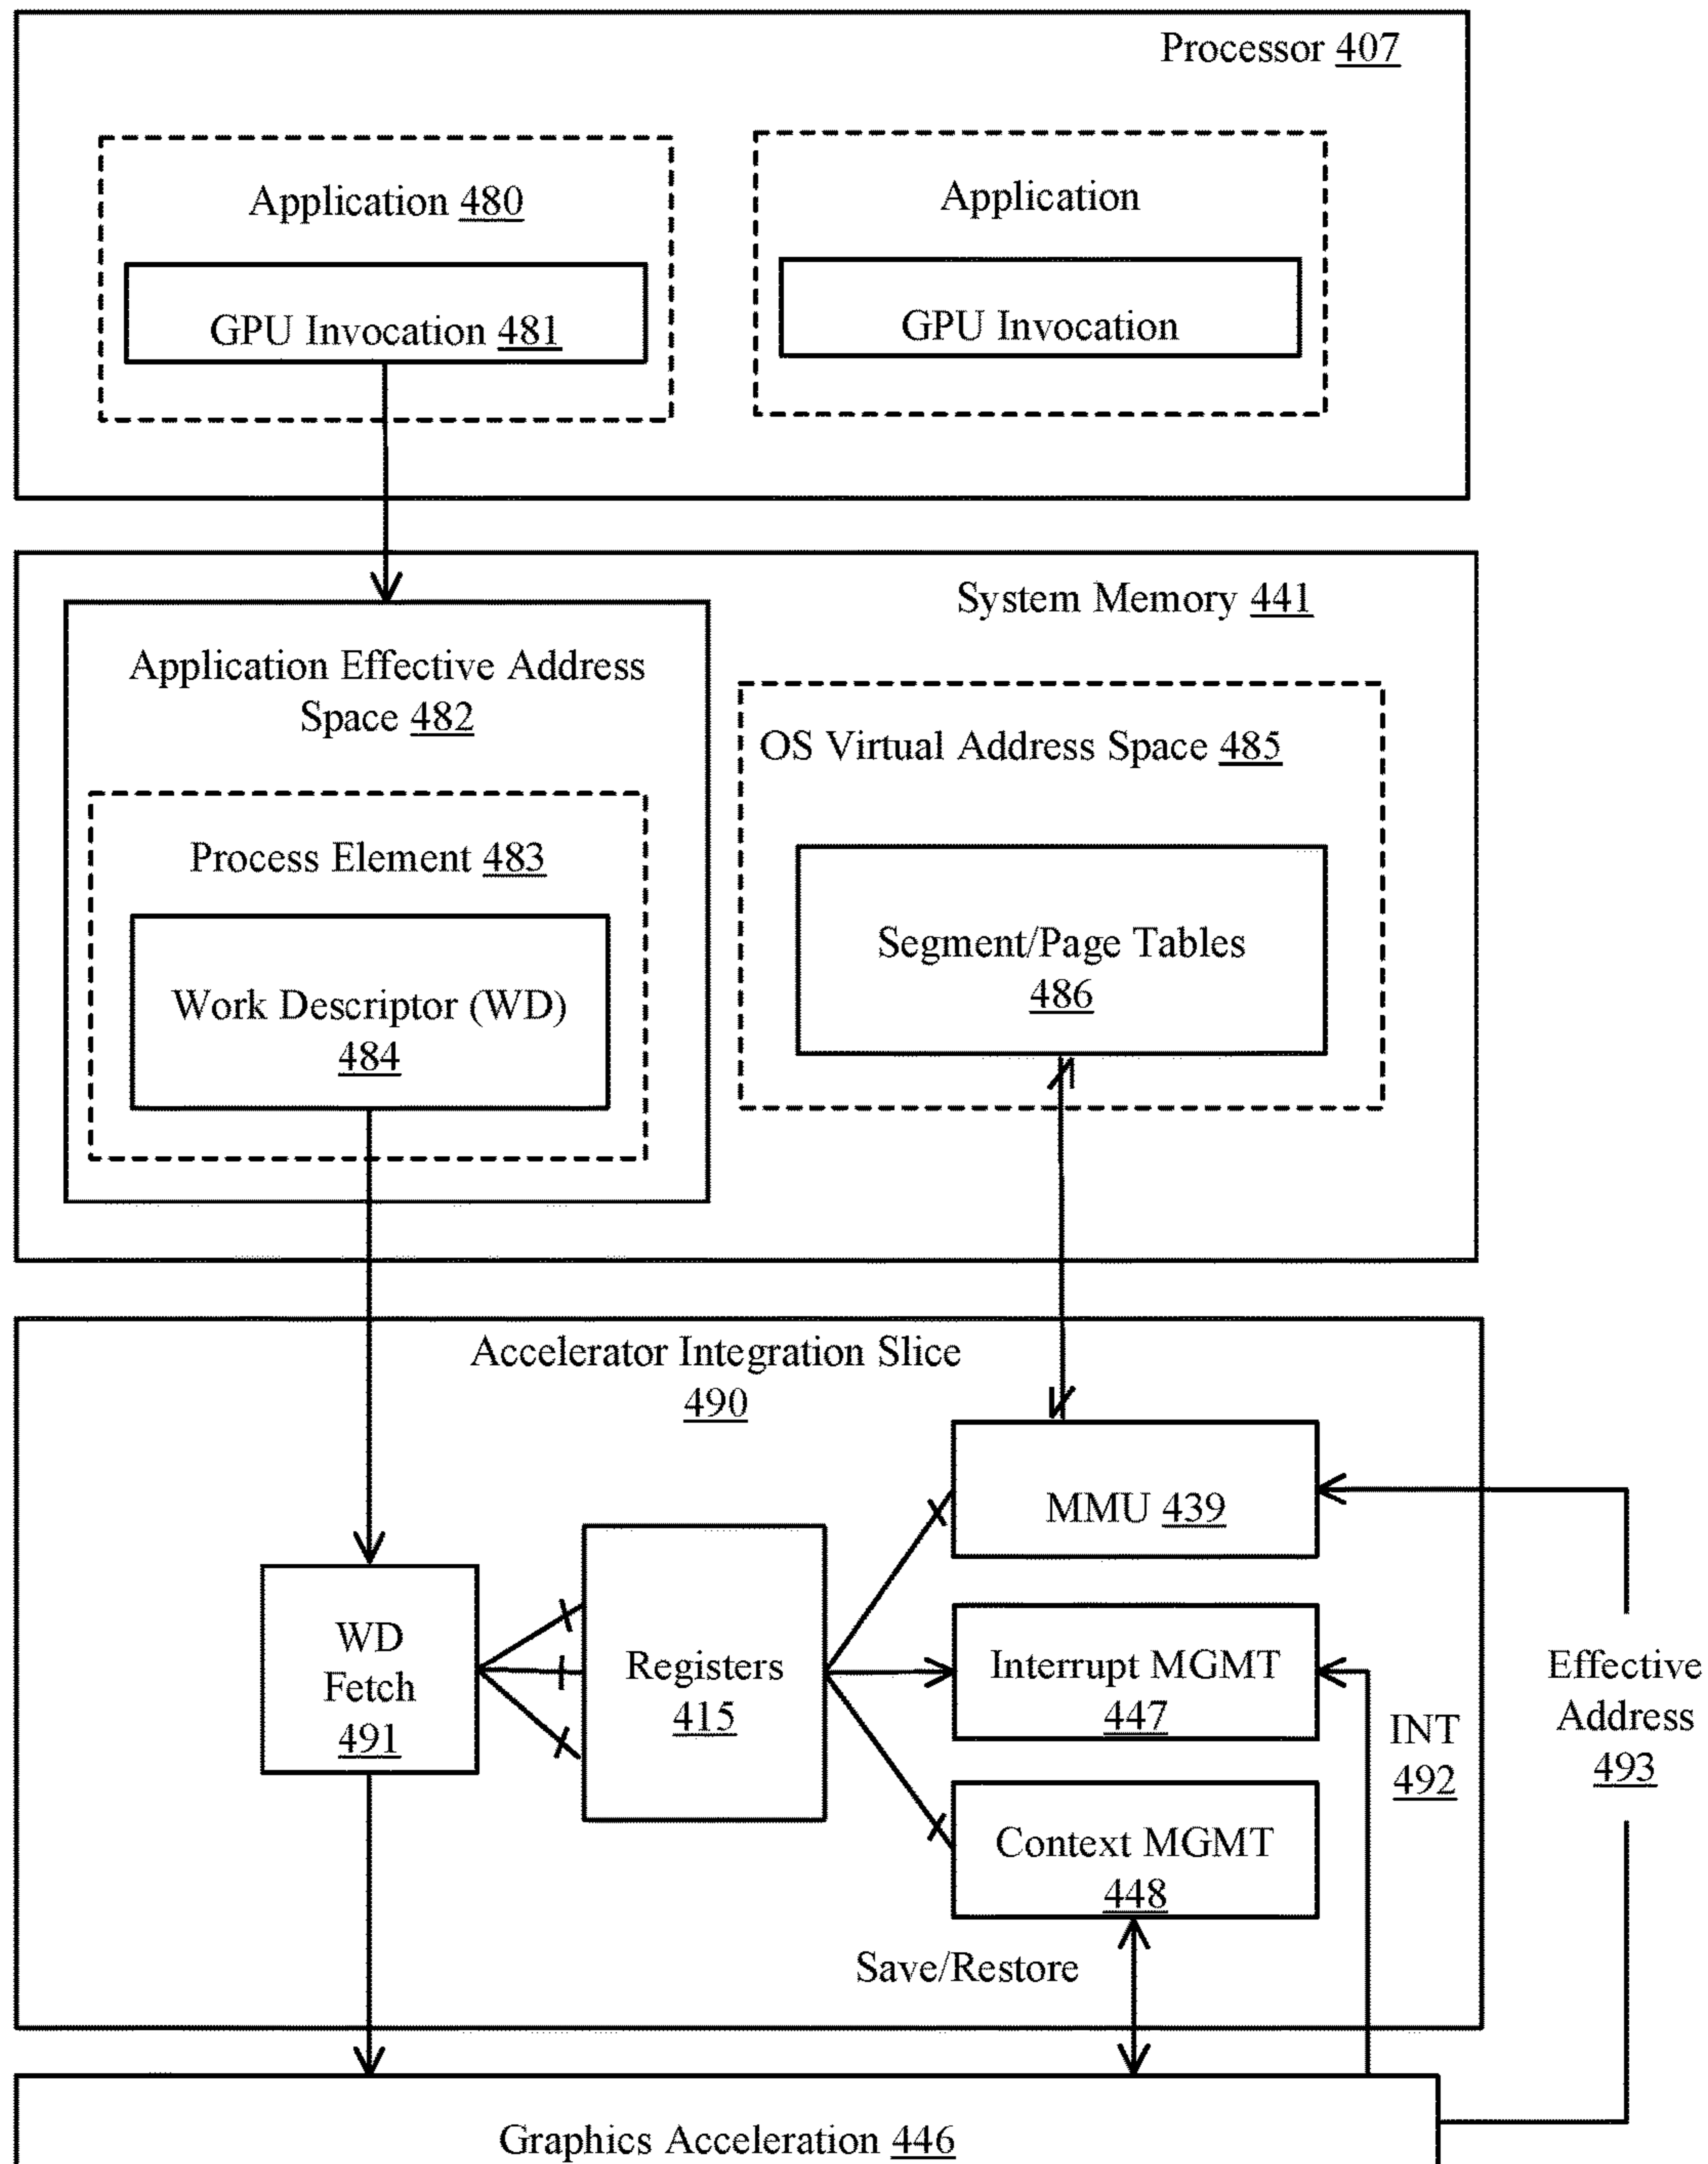 Processor 407
Application 480
Application
GPU Invocation 481
GPU Invocation
System Memory 441
Application Effective Address
Space 482
OS Virtual Address Space 485
Process Element 483
Segment/Page Tables
486
Work Descriptor (WD)
484
Accelerator Integration Slice
490
MMU 439
WD
Fetch
491
Registers
415
Interrupt MGMT
447
INT
492
Effective
Address
493
Context MGMT
448
Save/Restore
Graphics Acceleration 446